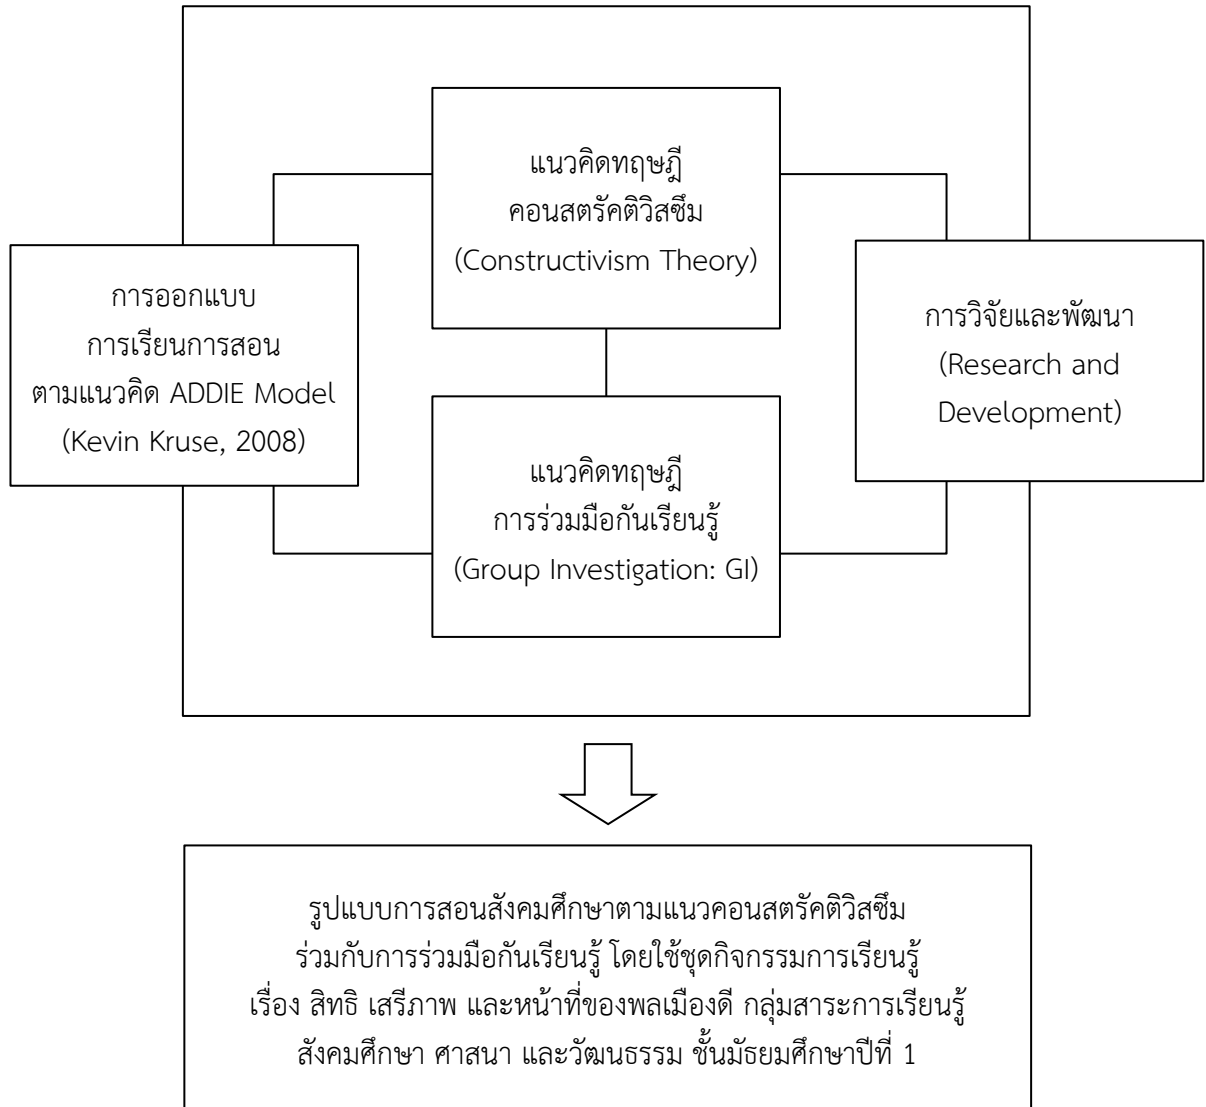 แนวคิดทฤษฎี
คอนสตรัคติวิสซึม
(Constructivism Theory)
การออกแบบ
การเรียนการสอน
ตามแนวคิด ADDIE Model
(Kevin Kruse, 2008)
การวิจัยและพัฒนา
(Research and
Development)
แนวคิดทฤษฎี
การร่วมมือกันเรียนรู้
(Group Investigation: GI)
รูปแบบการสอนสังคมศึกษาตามแนวคอนสตรัคติวิสซึม
ร่วมกับการร่วมมือกันเรียนรู้ โดยใช้ชุดกิจกรรมการเรียนรู้
เรื่อง สิทธิ เสรีภาพ และหน้าที่ของพลเมืองดี กลุ่มสาระการเรียนรู้
สังคมศึกษา ศาสนา และวัฒนธรรม ชั้นมัธยมศึกษาปีที่ 1